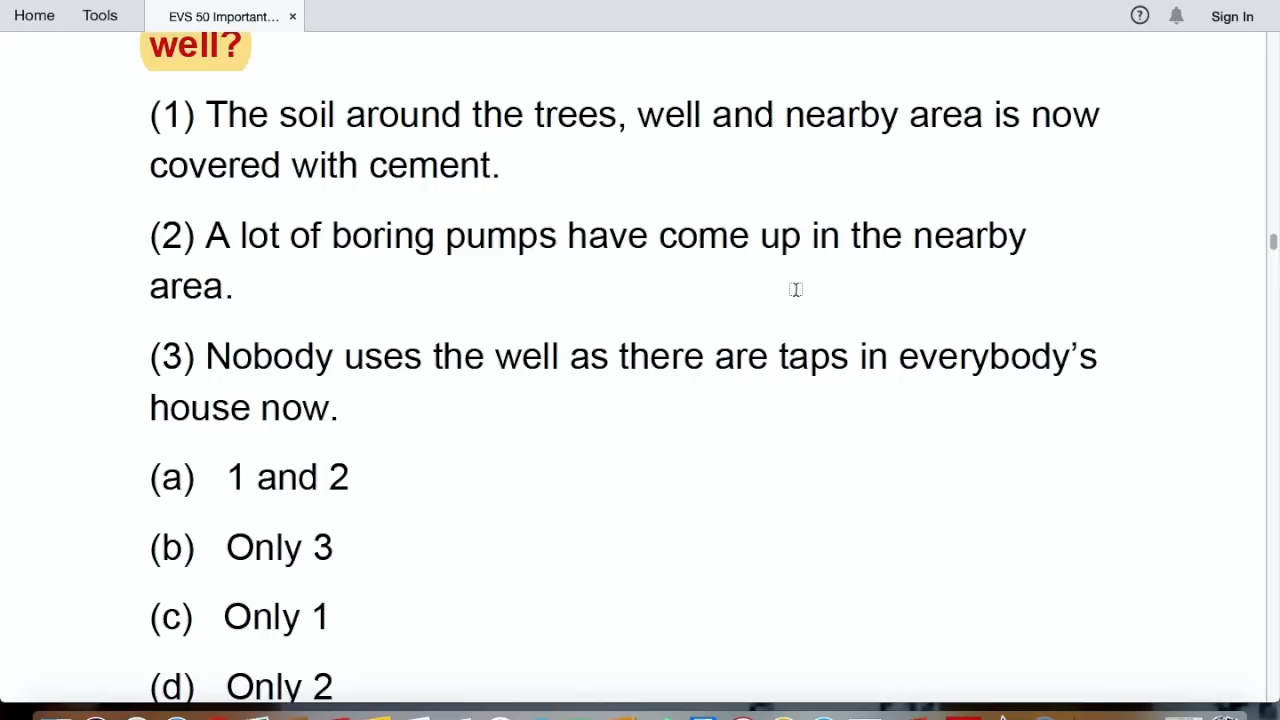 Home Tools EVS 50 Important... × Sign In
well?
(1) The soil around the trees, well and nearby area is now
covered with cement.
(2) A lot of boring pumps have come up in the nearby
area.
(3) Nobody uses the well as there are taps in everybody’s
house now.
(a) 1 and 2
(b) Only 3
(c) Only 1
(d) Only 2